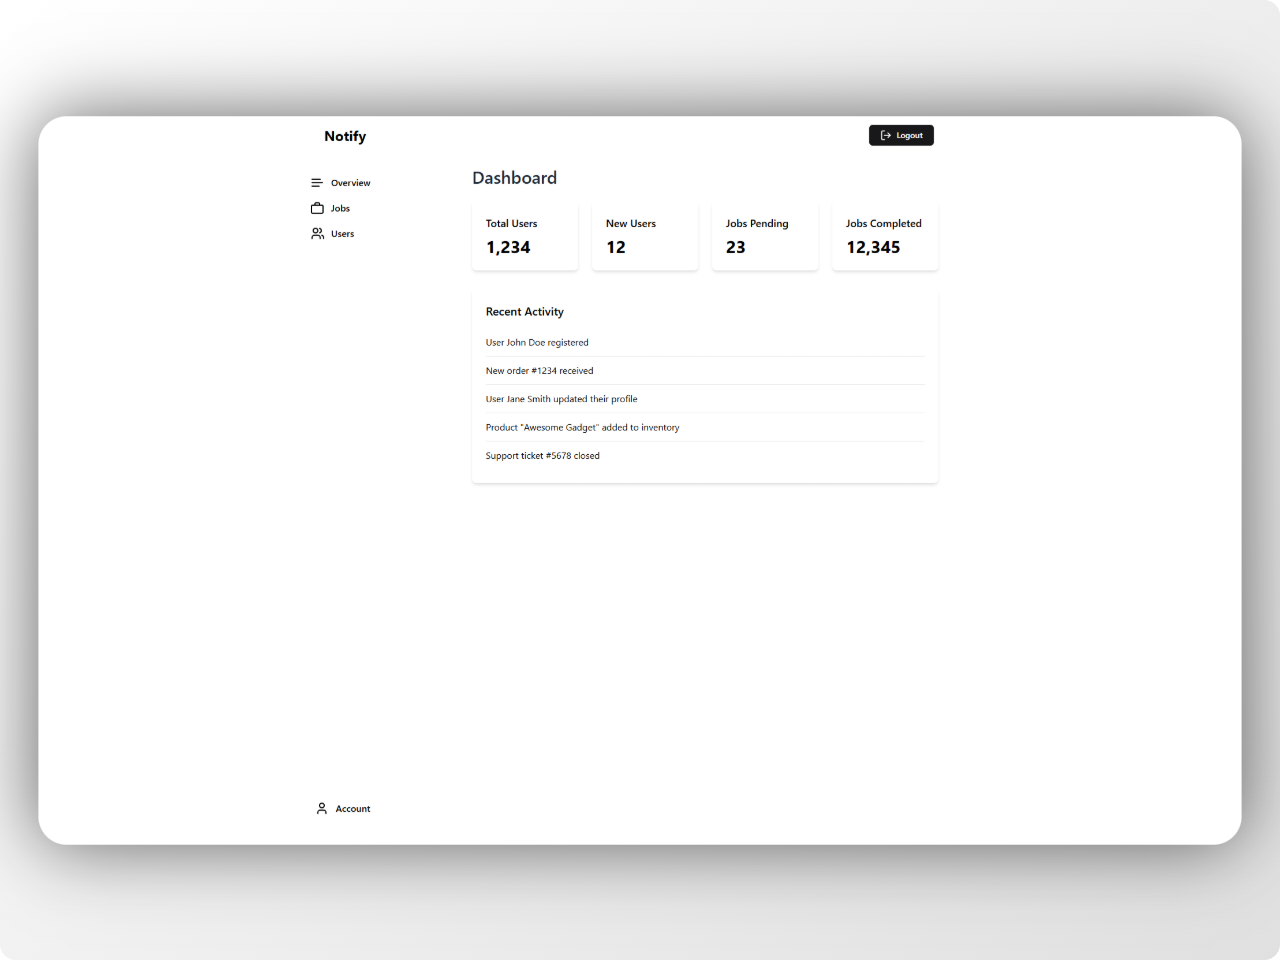 Notify
Logout
Overview
Jobs
Users
Dashboard
Total Users
1,234
New Users
12
Jobs Pending
23
Jobs Completed
12,345
Recent Activity
User John Doe registered
New order #1234 received
User Jane Smith updated their profile
Product "Awesome Gadget" added to inventory
Support ticket #5678 closed
Account